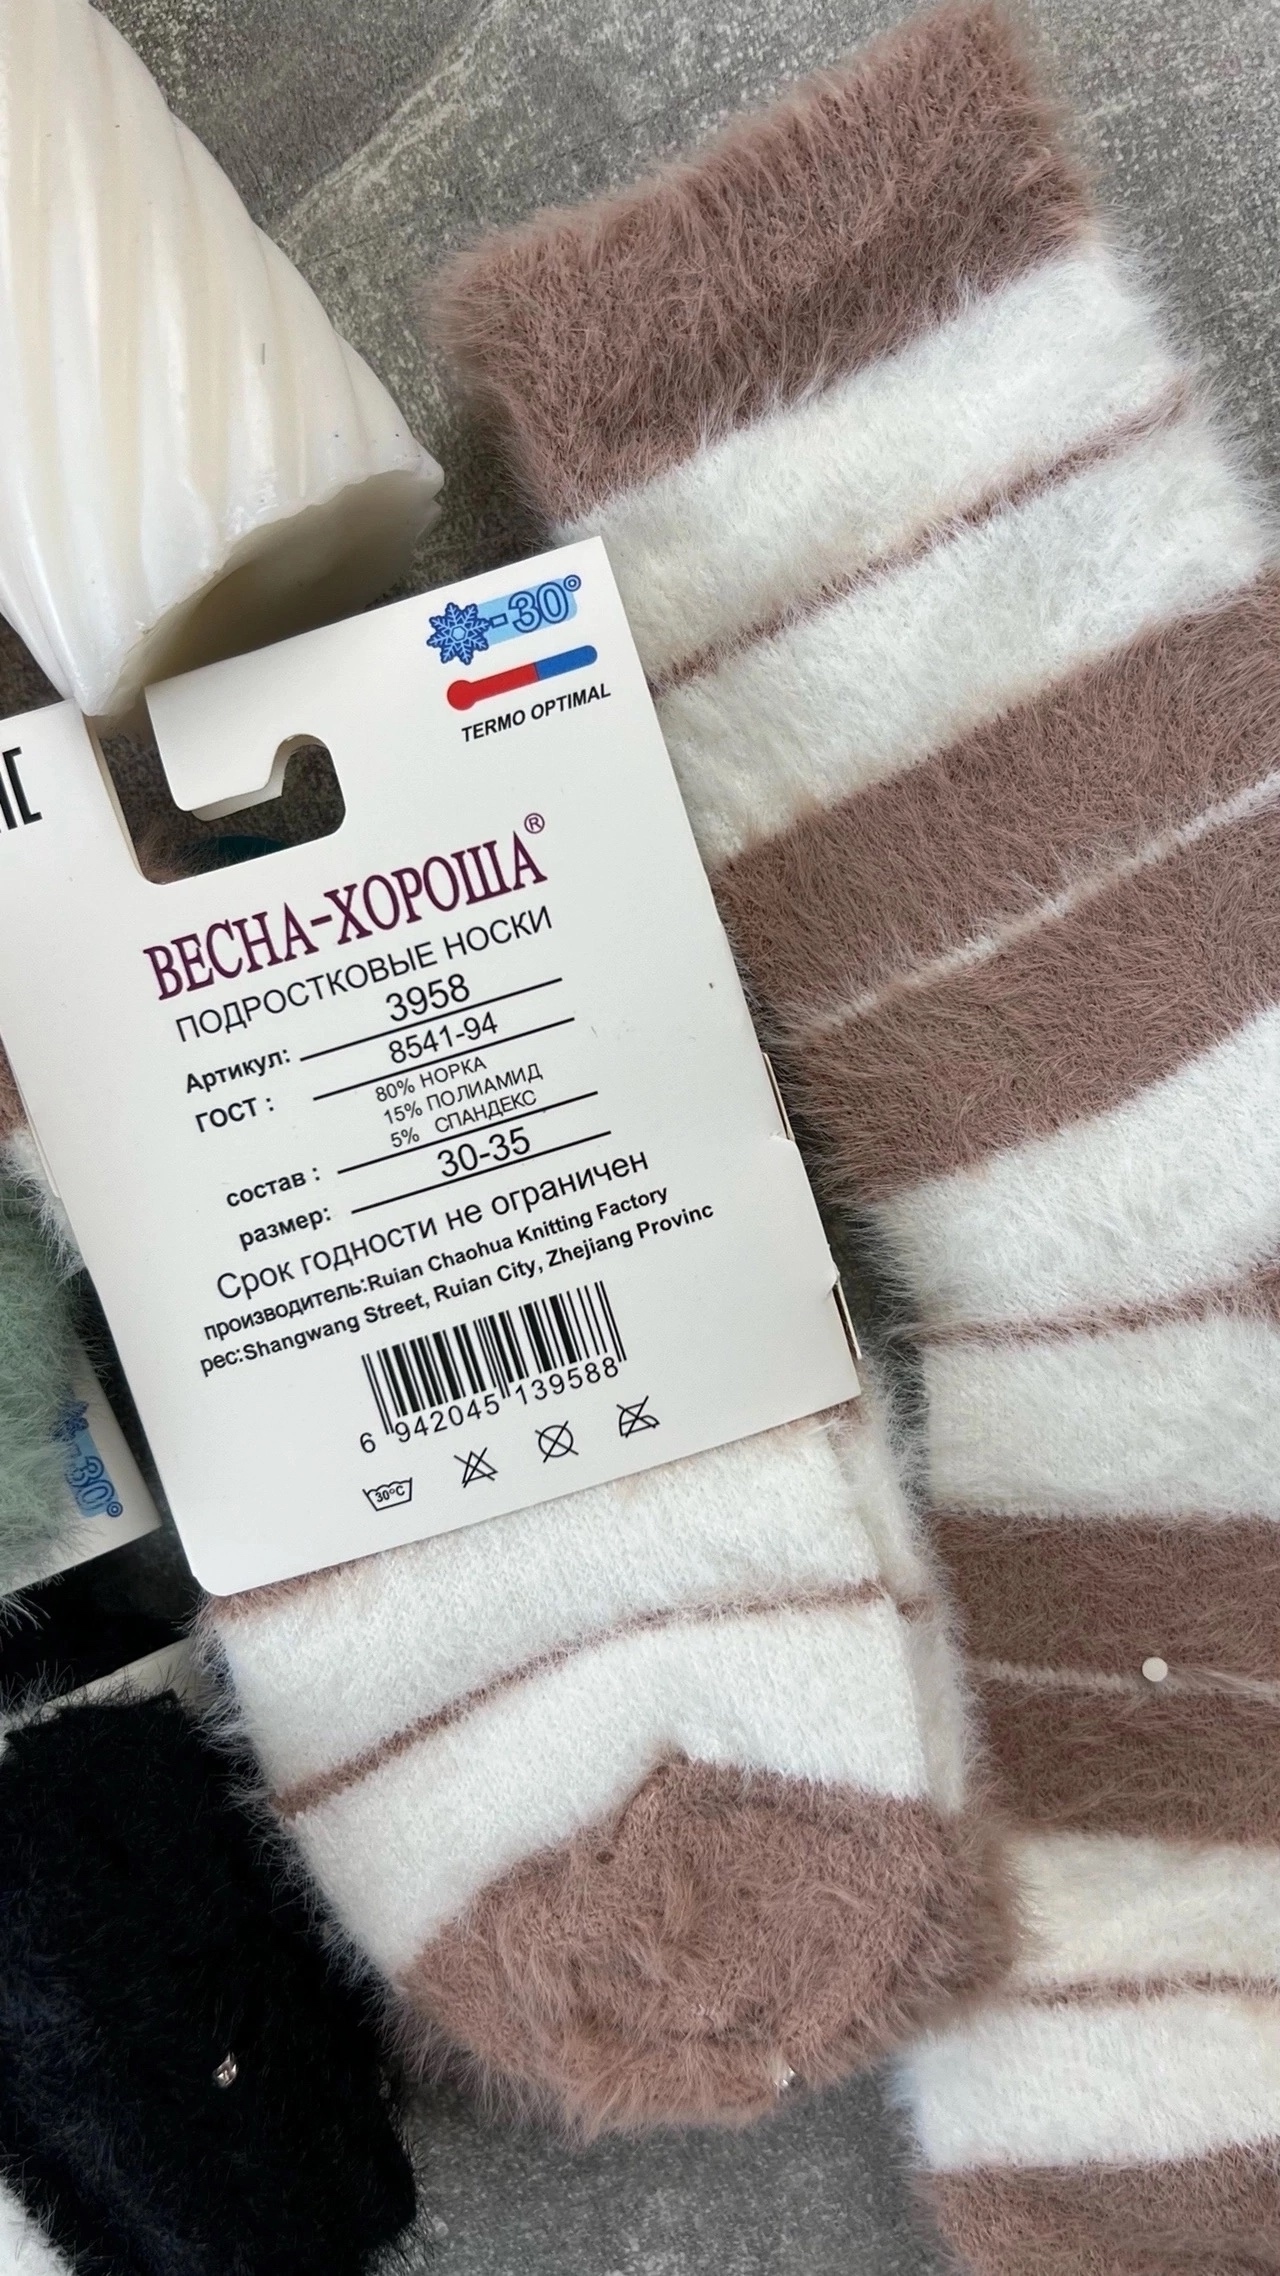 -30°
TERMO OPTIMAL
ВЕСНА-ХОРОША®
ПОДРОСТКОВЫЕ НОСКИ
Артикул: 3958
ГОСТ : 8541-94
80% НОРКА
15% ПОЛИАМИД
5% СПАНДЕКС
состав :
размер: 30-35
Срок годности не ограничен
производитель:Ruian Chaohua Knitting Factory
рес:Shangwang Street, Ruian City, Zhejiang Provinc
6 942045 139588
30°C
-30°